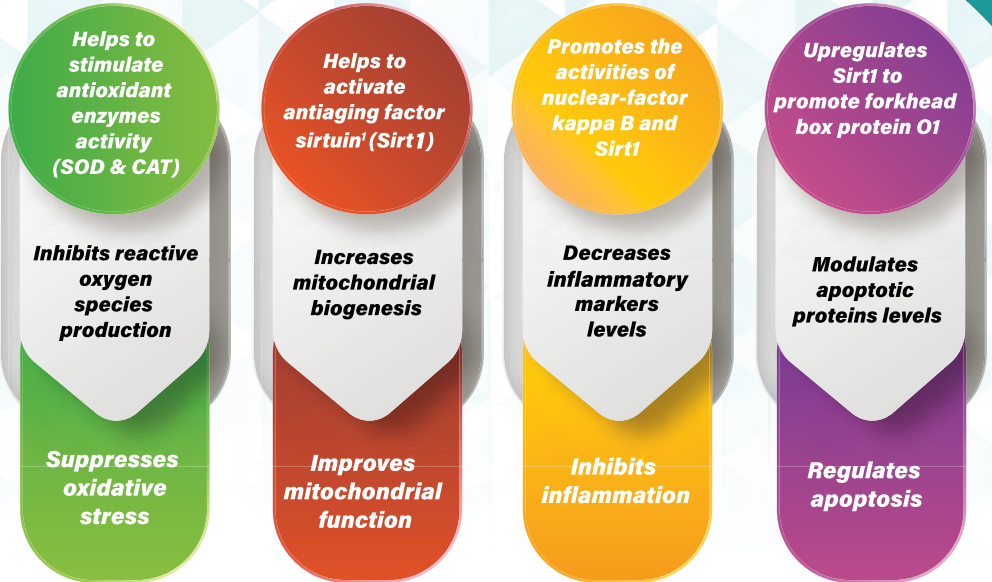 Helps to
stimulate
antioxidant
enzymes
activity
(SOD & CAT)
Inhibits reactive
oxygen
species
production
Suppresses
oxidative
stress
Helps to
activate
antiaging factor
sirtuin¹ (Sirt1)
Increases
mitochondrial
biogenesis
Improves
mitochondrial
function
Promotes the
activities of
nuclear-factor
kappa B and
Sirt1
Decreases
inflammatory
markers
levels
Inhibits
inflammation
Upregulates
Sirt1 to
promote forkhead
box protein O1
Modulates
apoptotic
proteins levels
Regulates
apoptosis